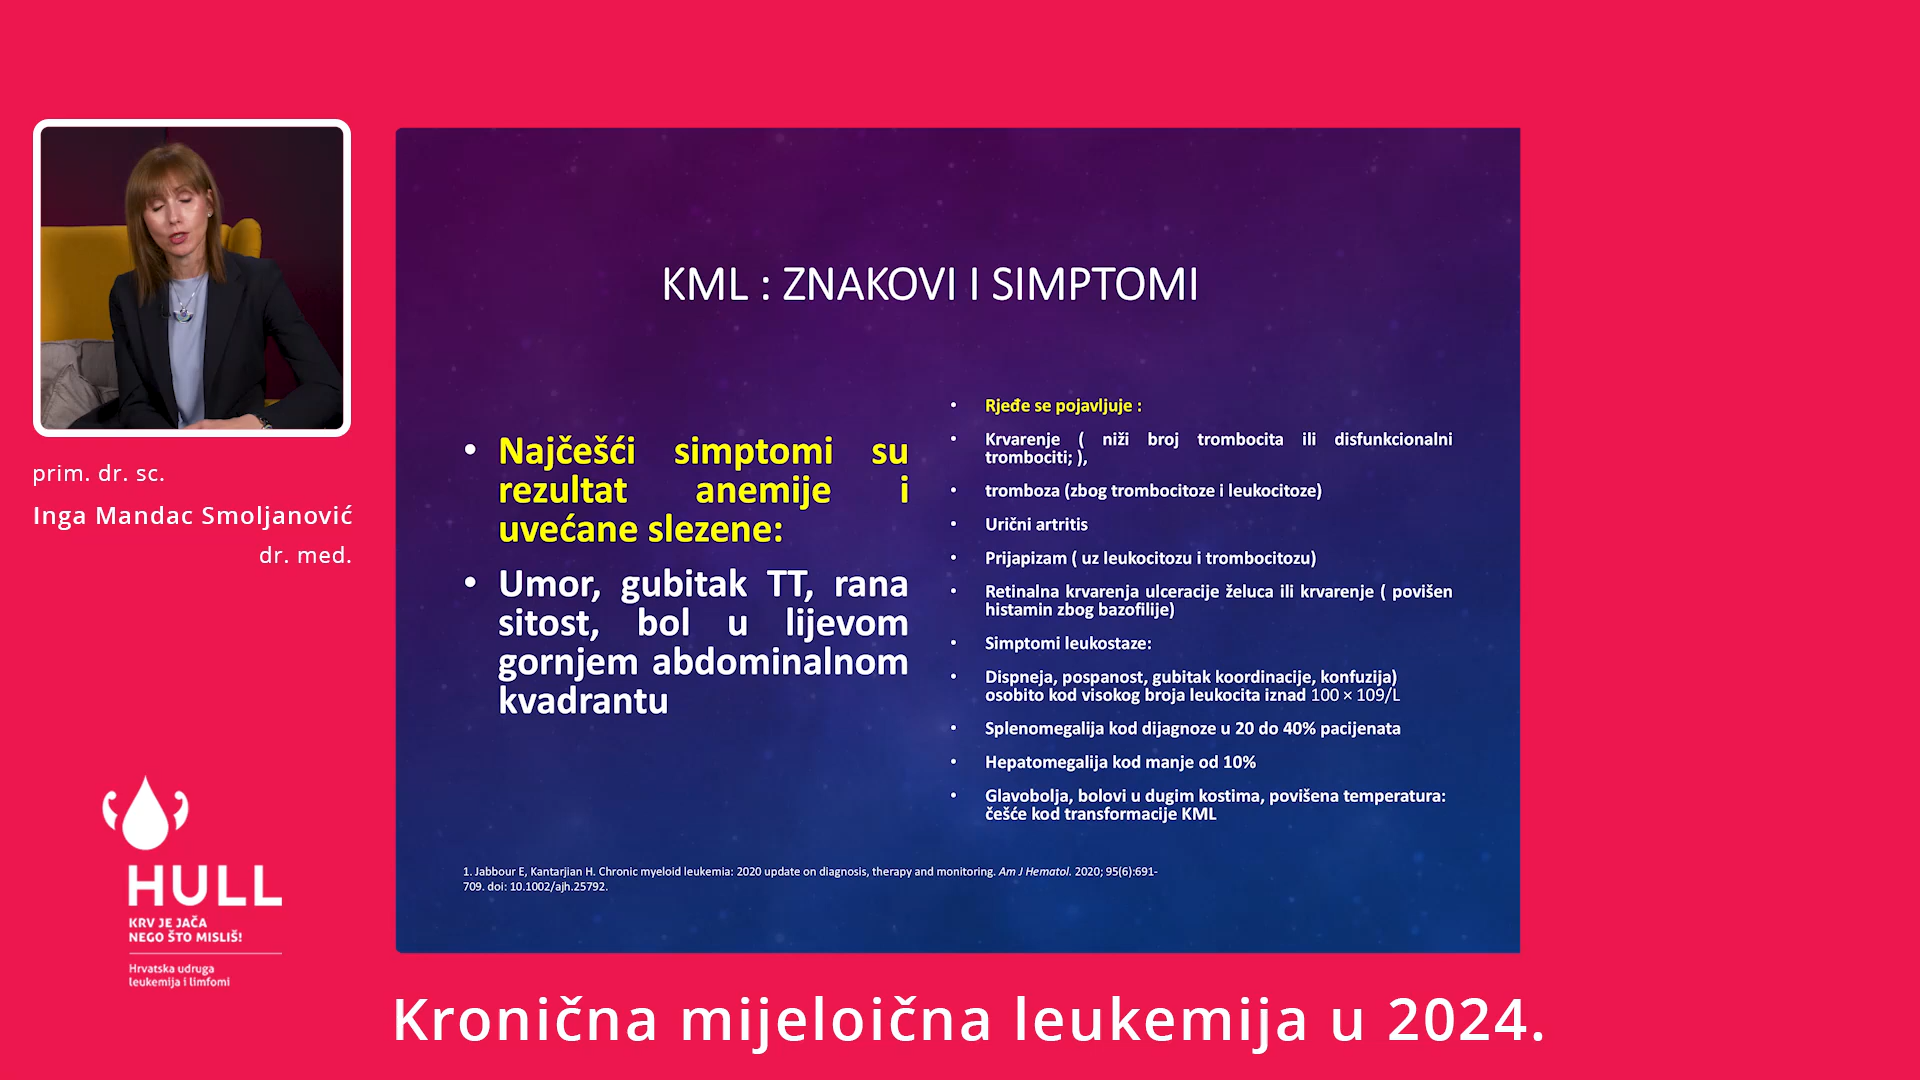 prim. dr. sc.
Inga Mandac Smoljanović
dr. med.
HULL
KRV JE JAČA
NEGO ŠTO MISLIŠ!
Hrvatska udruga
leukemija i limfomi
KML : ZNAKOVI I SIMPTOMI
• Najčešći simptomi su
rezultat anemije i
uvećane slezene:
• Umor, gubitak TT, rana
sitost, bol u lijevom
gornjem abdominalnom
kvadrantu
• Rjeđe se pojavljuje :
• Krvarenje ( niži broj trombocita ili disfunkcionalni
trombociti; ),
• tromboza (zbog trombocitoze i leukocitoze)
• Urični artritis
• Prijapizam ( uz leukocitozu i trombocitozu)
• Retinalna krvarenja ulceracije želuca ili krvarenje ( povišen
histamin zbog bazofilije)
• Simptomi leukostaze:
• Dispneja, pospanost, gubitak koordinacije, konfuzija)
osobito kod visokog broja leukocita iznad 100 × 109/L
• Splenomegalija kod dijagnoze u 20 do 40% pacijenata
• Hepatomegalija kod manje od 10%
• Glavobolja, bolovi u dugim kostima, povišena temperatura:
češće kod transformacije KML
1. Jabbour E, Kantarjian H. Chronic myeloid leukemia: 2020 update on diagnosis, therapy and monitoring. Am J Hematol. 2020; 95(6):691-
709. doi: 10.1002/ajh.25792.
Kronična mijeloična leukemija u 2024.